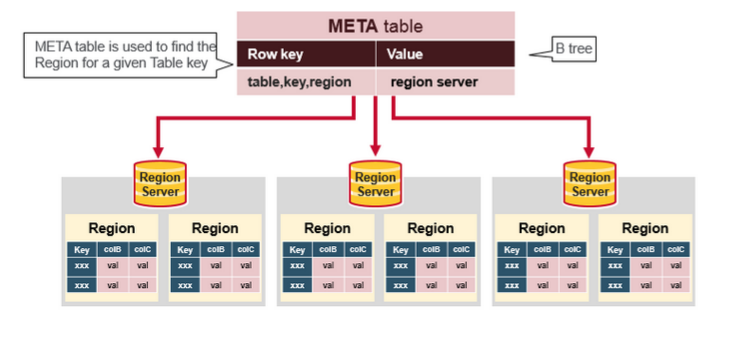 META table
META table is used to find the
Region for a given Table key
Row key Value
B tree
table,key,region region server
Region Server
Region Server
Region Server
Region Region Region Region Region Region
Key colB colC Key colB colC Key colB colC Key colB colC Key colB colC Key colB colC
xxx val val xxx val val xxx val val xxx val val xxx val val xxx val val
xxx val val xxx val val xxx val val xxx val val xxx val val xxx val val